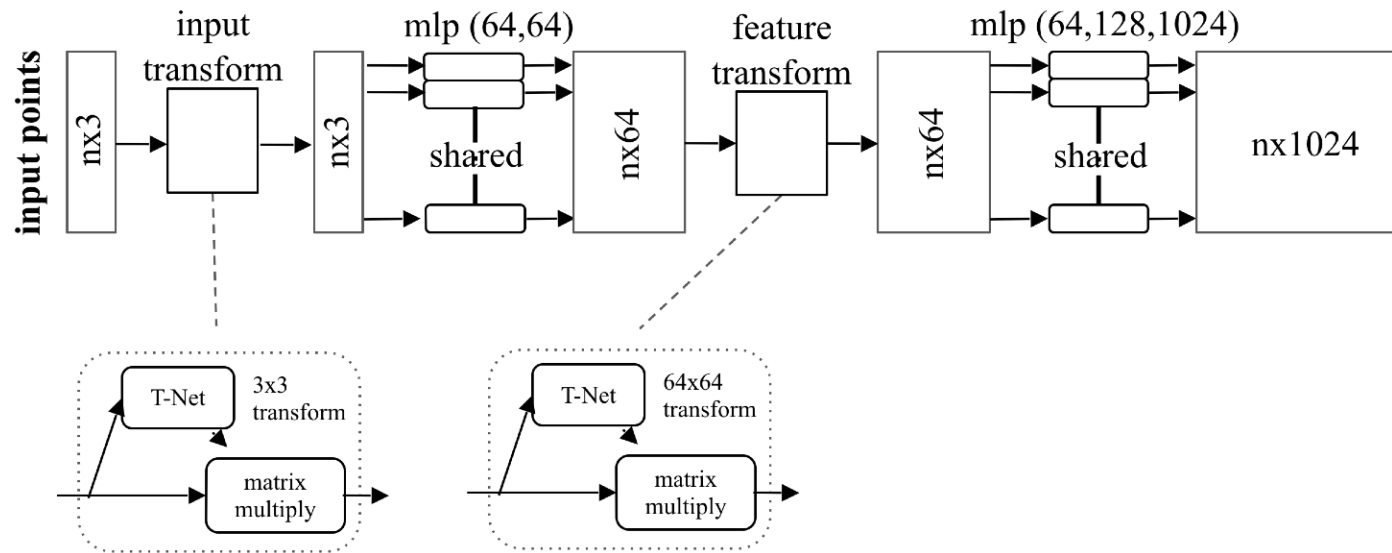 input points
nx3
input
transform
nx3
mlp (64,64)
shared
nx64
feature
transform
nx64
mlp (64,128,1024)
shared
nx1024
T-Net
3x3
transform
matrix
multiply
T-Net
64x64
transform
matrix
multiply